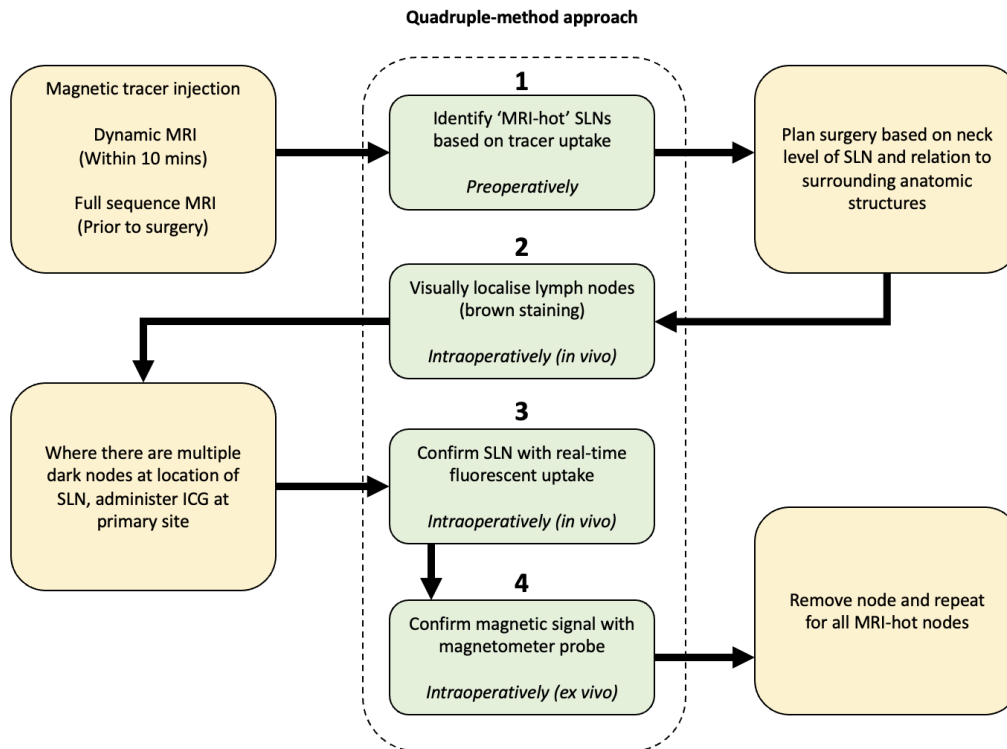 Quadruple-method approach
Magnetic tracer injection
Dynamic MRI
(Within 10 mins)
Full sequence MRI
(Prior to surgery)
1
Identify ‘MRI-hot’ SLNs
based on tracer uptake
Preoperatively
Plan surgery based on neck
level of SLN and relation to
surrounding anatomic
structures
2
Visually localise lymph nodes
(brown staining)
Intraoperatively (in vivo)
Where there are multiple
dark nodes at location of
SLN, administer ICG at
primary site
3
Confirm SLN with real-time
fluorescent uptake
Intraoperatively (in vivo)
4
Confirm magnetic signal with
magnetometer probe
Intraoperatively (ex vivo)
Remove node and repeat
for all MRI-hot nodes